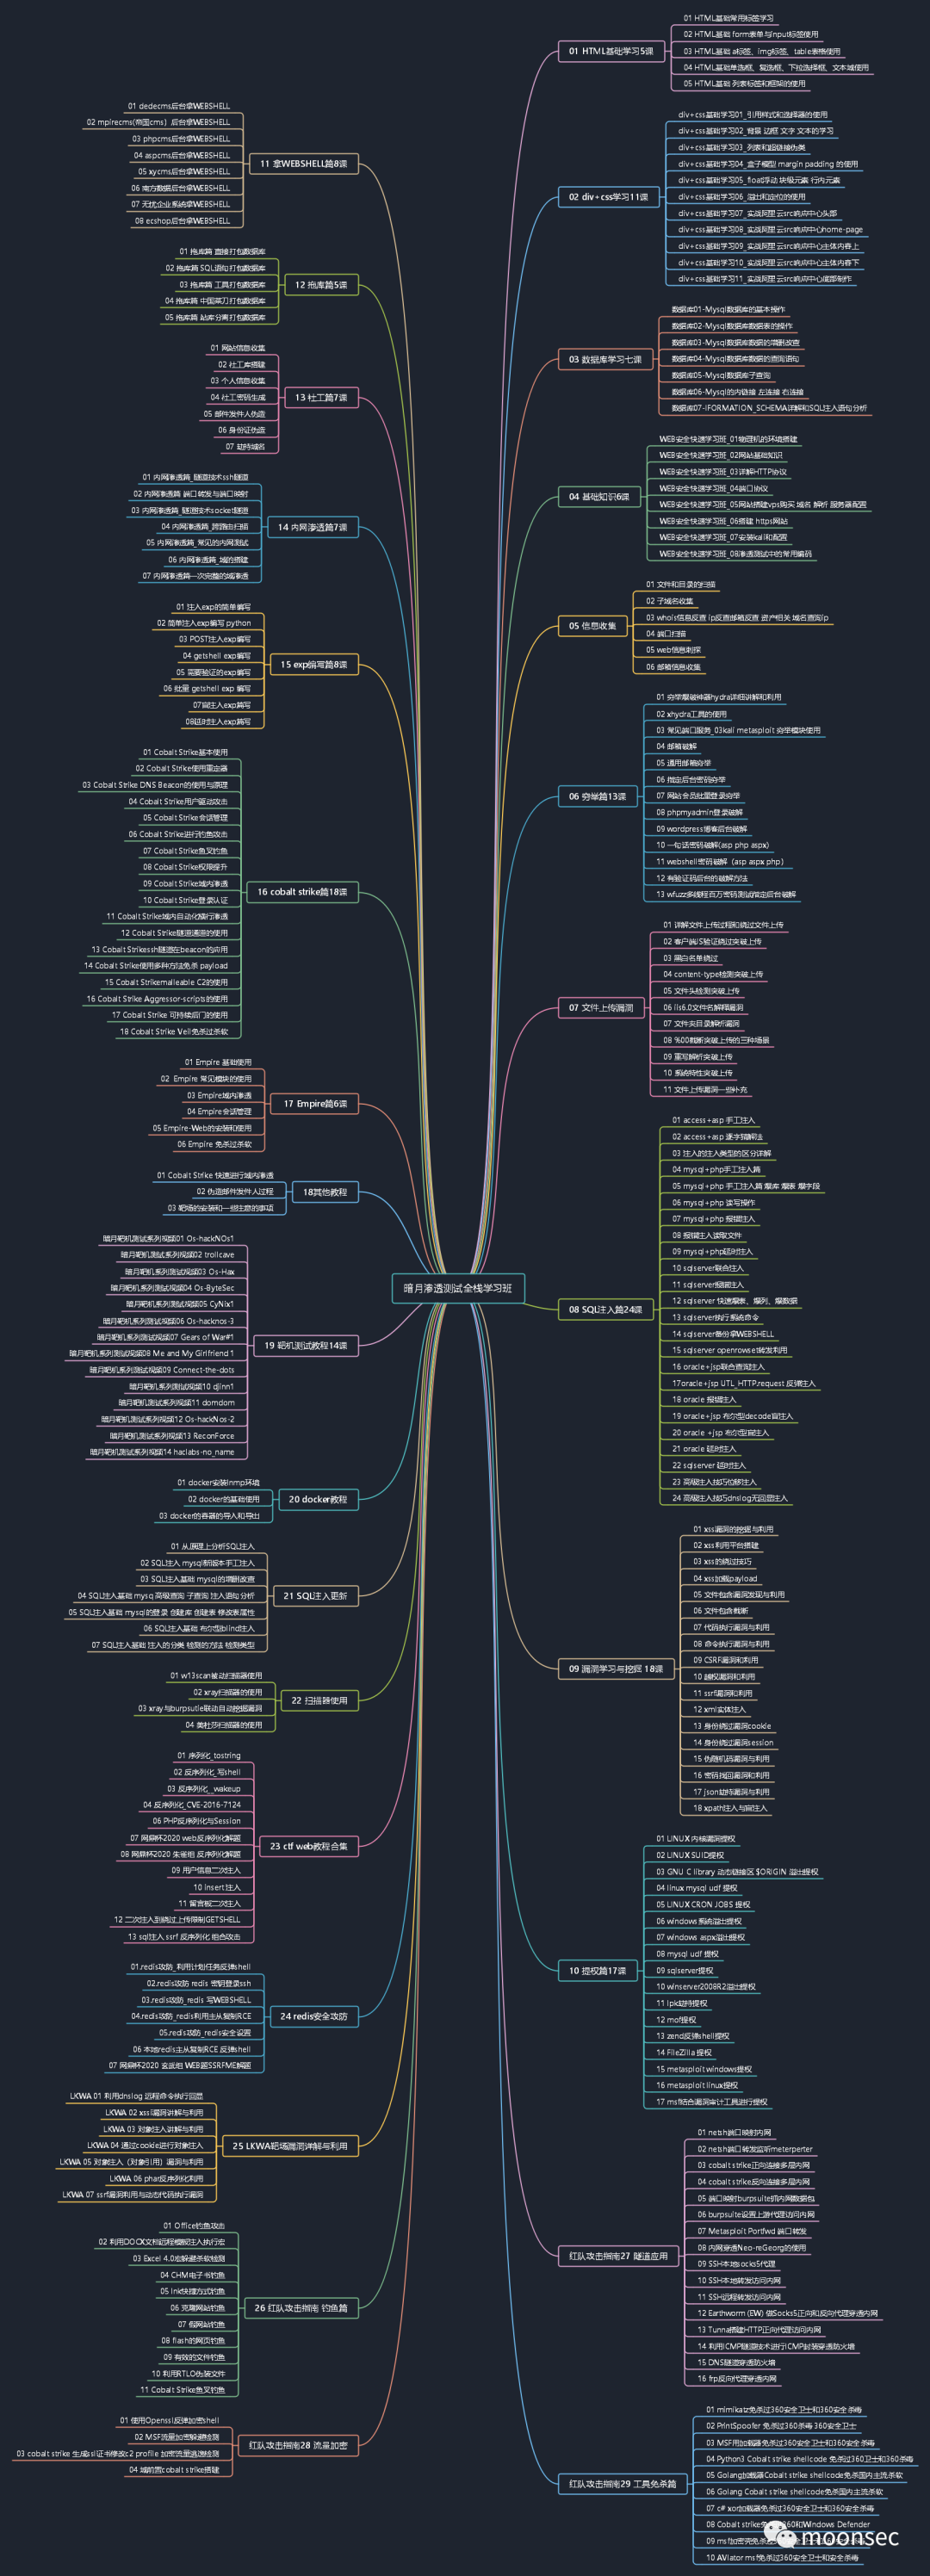 暗月渗透测试全栈学习班
01 HTML基础学习5课
01 HTML基础常用标签学习
02 HTML基础 form表单与input标签使用
03 HTML基础 a标签、img标签、table表格使用
04 HTML基础单选框、复选框、下拉选择框、文本域使用
05 HTML基础 列表标签和框架的使用
02 div+css学习11课
div+css基础学习01_引用样式和选择器的使用
div+css基础学习02_背景 边框 文字 文本的学习
div+css基础学习03_列表和超链接伪类
div+css基础学习04_盒子模型 margin padding 的使用
div+css基础学习05_float浮动 块级元素 行内元素
div+css基础学习06_溢出和定位的使用
div+css基础学习07_实战阿里云src响应中心头部
div+css基础学习08_实战阿里云src响应中心home-page
div+css基础学习09_实战阿里云src响应中心主体内容上
div+css基础学习10_实战阿里云src响应中心主体内容下
div+css基础学习11_实战阿里云src响应中心底部制作
03 数据库学习七课
数据库01-Mysql数据库的基本操作
数据库02-Mysql数据库数据表的操作
数据库03-Mysql数据库数据的增删改查
数据库04-Mysql数据库数据的查询语句
数据库05-Mysql数据库子查询
数据库06-Mysql的内链接 左连接 右连接
数据库07-IFORMATION_SCHEMA详解和SQL注入语句分析
04 基础知识6课
WEB安全快速学习班_01物理机的环境搭建
WEB安全快速学习班_02网站基础知识
WEB安全快速学习班_03详解HTTP协议
WEB安全快速学习班_04端口协议
WEB安全快速学习班_05网站搭建vps购买 域名 解析 服务器配置
WEB安全快速学习班_06搭建 https网站
WEB安全快速学习班_07安装kali和配置
WEB安全快速学习班_08渗透测试中的常用编码
05 信息收集
01 文件和目录的扫描
02 子域名收集
03 whois信息反查 ip反查邮箱反查 资产相关 域名查询ip
04 端口扫描
05 web信息刺探
06 邮箱信息收集
06 穷举篇13课
01 穷举爆破神器hydra详细讲解和利用
02 xhydra工具的使用
03 常见端口服务_03kali metasploit 穷举模块使用
04 邮箱破解
05 通用邮箱穷举
06 指定后台密码穷举
07 网站会员批量登录穷举
08 phpmyadmin登录破解
09 wordpress博客后台破解
10 一句话密码破解(asp php aspx)
11 webshell密码破解（asp aspx php）
12 有验证码后台的破解方法
13 wfuzz多线程百万密码测试指定后台破解
07 文件上传漏洞
01 详解文件上传过程和绕过文件上传
02 客户端JS验证绕过突破上传
03 黑白名单绕过
04 content-type检测突破上传
05 文件头检测突破上传
06 iis6.0文件名解释漏洞
07 文件夹目录解析漏洞
08 %00截断突破上传的三种场景
09 重写解析突破上传
10 系统特性突破上传
11 文件上传漏洞一些补充
08 SQL注入篇24课
01 access+asp 手工注入
02 access+asp 逐字猜解法
03 注入的注入类型的区分详解
04 mysql+php手工注入篇
05 mysql+php 手工注入篇 爆库 爆表 爆字段
06 mysql+php 读写操作
07 mysql+php 报错注入
08 报错注入读取文件
09 mysql+php延时注入
10 sqlserver联合注入
11 sqlserver报错注入
12 sqlserver 快速爆表、爆列、爆数据
13 sqlserver执行系统命令
14 sqlserver备份拿WEBSHELL
15 sqlserver openrowset转发利用
16 oracle+jsp联合查询注入
17oracle+jsp UTL_HTTP.request 反弹注入
18 oracle 报错注入
19 oracle+jsp 布尔型decode盲注入
20 oracle +jsp 布尔型盲注入
21 oracle 延时注入
22 sqlserver 延时注入
23 高级注入技巧位移注入
24 高级注入技巧dnslog无回显注入
09 漏洞学习与挖掘 18课
01 xss漏洞的挖掘与利用
02 xss利用平台搭建
03 xss的绕过技巧
04 xss加载payload
05 文件包含漏洞发现与利用
06 文件包含截断
07 代码执行漏洞与利用
08 命令执行漏洞与利用
09 CSRF漏洞和利用
10 越权漏洞和利用
11 ssrf漏洞和利用
12 xml实体注入
13 身份绕过漏洞cookie
14 身份绕过漏洞session
15 伪随机码漏洞与利用
16 密码找回漏洞和利用
17 json劫持漏洞与利用
18 xpath注入与盲注入
10 提权篇17课
01 LINUX 内核漏洞提权
02 LINUX SUID提权
03 GNU C library 动态链接区 $ORIGIN 溢出提权
04 linux mysql udf 提权
05 LINUX CRON JOBS 提权
06 windows系统溢出提权
07 windows aspx溢出提权
08 mysql udf 提权
09 sqlserver提权
10 winserver2008R2溢出提权
11 lpk劫持提权
12 mof提权
13 zend反弹shell提权
14 FileZilla 提权
15 metasploit windows提权
16 metasploit linux提权
17 msf结合漏洞审计工具进行提权
红队攻击指南27 隧道应用
01 netsh端口映射内网
02 netsh端口转发监听meterperter
03 cobalt strike正向连接多层内网
04 cobalt strike反向连接多层内网
05 端口映射burpsuite抓内网数据包
06 burpsuite设置上游代理访问内网
07 Metasploit Portfwd 端口转发
08 内网穿透Neo-reGeorg的使用
09 SSH本地socks5代理
10 SSH本地转发访问内网
11 SSH远程转发访问内网
12 Earthworm (EW) 做Socks5正向和反向代理穿透内网
13 Tunna搭建HTTP正向代理访问内网
14 利用ICMP隧道技术进行ICMP封装穿透防火墙
15 DNS隧道穿透防火墙
16 frp反向代理穿透内网
红队攻击指南29 工具免杀篇
01 mimikatz免杀过360安全卫士和360安全杀毒
02 PrintSpoofer 免杀过360杀毒 360安全卫士
03 MSF用加载器免杀过360安全卫士和360安全杀毒
04 Python3 Cobalt strike shellcode 免杀过360卫士和360杀毒
05 Golang加载器Cobalt strike shellcode免杀国内主流杀软
06 Golang Cobalt strike shellcode免杀国内主流杀软
07 c# xor加载器免杀过360安全卫士和360安全杀毒
08 Cobalt strike免杀360和Windows Defender
09 msf加密壳免杀
10 AVIator msf免杀过360安全卫士和安全杀毒
11 拿WEBSHELL篇8课
01 dedecms后台拿WEBSHELL
02 mpirecms(帝国cms）后台拿WEBSHELL
03 phpcms后台拿WEBSHELL
04 aspcms后台拿WEBSHELL
05 xycms后台拿WEBSHELL
06 南方数据后台拿WEBSHELL
07 无忧企业系统拿WEBSHELL
08 ecshop后台拿WEBSHELL
12 拖库篇5课
01 拖库篇 直接打包数据库
02 拖库篇 SQL语句打包数据库
03 拖库篇 工具打包数据库
04 拖库篇 中国菜刀打包数据库
05 拖库篇 站库分离打包数据库
13 社工篇7课
01 网站信息收集
02 社工库搭建
03 个人信息收集
04 社工密码生成
05 邮件发件人伪造
06 身份证伪造
07 劫持域名
14 内网渗透篇7课
01 内网渗透篇_隧道技术ssh隧道
02 内网渗透篇 端口转发与端口映射
03 内网渗透篇_隧道技术socket隧道
04 内网渗透篇_跨路由扫描
05 内网渗透篇_常见的内网测试
06 内网渗透篇_域的搭建
07 内网渗透篇一次完整的域渗透
15 exp编写篇8课
01 注入exp的简单编写
02 简单注入exp编写 python
03 POST注入exp编写
04 getshell exp编写
05 需要验证的exp编写
06 批量 getshell exp 编写
07盲注入exp篇写
08延时注入exp篇写
16 cobalt strike篇18课
01 Cobalt Strike基本使用
02 Cobalt Strike使用重定器
03 Cobalt Strike DNS Beacon的使用与原理
04 Cobalt Strike用户驱动攻击
05 Cobalt Strike会话管理
06 Cobalt Strike进行钓鱼攻击
07 Cobalt Strike鱼叉钓鱼
08 Cobalt Strike权限提升
09 Cobalt Strike域内渗透
10 Cobalt Strike登录认证
11 Cobalt Strike域内自动化横行渗透
12 Cobalt Strike隧道通道的使用
13 Cobalt Strikessh隧道在beacon的应用
14 Cobalt Strike使用多种方法免杀 payload
15 Cobalt Strikemalleable C2的使用
16 Cobalt Strike Aggressor-scripts的使用
17 Cobalt Strike 可持续后门的使用
18 Cobalt Strike Veil免杀过杀软
17 Empire篇6课
01 Empire 基础使用
02 Empire 常见模块的使用
03 Empire域内渗透
04 Empire会话管理
05 Empire-Web的安装和使用
06 Empire 免杀过杀软
18其他教程
01 Cobalt Strike 快速进行域内渗透
02 伪造邮件发件人过程
03 靶场的安装和一些注意的事项
19 靶机测试教程14课
暗月靶机测试系列视频01 Os-hackNOs1
暗月靶机测试系列视频02 trollcave
暗月靶机系列测试视频03 Os-Hax
暗月靶机系列测试视频04 Os-ByteSec
暗月靶机系列测试视频05 CyNix1
暗月靶机系列测试视频06 Os-hacknos-3
暗月靶机系列测试视频07 Gears of War#1
暗月靶机系列测试视频08 Me and My Girlfriend 1
暗月靶机系列测试视频09 Connect-the-dots
暗月靶机系列测试视频10 djinn1
暗月靶机测试系列视频11 domdom
暗月靶机测试系列视频12 Os-hackNos-2
暗月靶机测试系列视频13 ReconForce
暗月靶机测试系列视频14 haclabs-no_name
20 docker教程
01 docker安装lnmp环境
02 docker的基础使用
03 docker的容器的导入和导出
21 SQL注入更新
01 从原理上分析SQL注入
02 SQL注入 mysql新版本手工注入
03 SQL注入基础 mysql的增删改查
04 SQL注入基础 mysq 高级查询 子查询 注入语句分析
05 SQL注入基础 mysql的登录 创建库 创建表 修改表属性
06 SQL注入基础 布尔型blind注入
07 SQL注入基础 注入的分类 检测的方法 检测类型
22 扫描器使用
01 w13scan被动扫描器使用
02 xray扫描器的使用
03 xray与burpsutie联动自动挖掘漏洞
04 美杜莎扫描器的使用
23 ctf web教程合集
01 序列化_tostring
02 反序列化_写shell
03 反序列化__wakeup
04 反序列化_CVE-2016-7124
06 PHP反序列化与Session
07 网鼎杯2020 web反序列化解题
08 网鼎杯2020 朱雀组 反序列化解题
09 用户信息二次注入
10 insert注入
11 留言板二次注入
12 二次注入到绕过上传限制GETSHELL
13 sql注入 ssrf 反序列化 组合攻击
24 redis安全攻防
01.redis攻防_利用计划任务反弹shell
02.redis攻防 redis 密钥登录ssh
03.redis攻防_redis 写WEBSHELL
04.redis攻防_redis利用主从复制RCE
05.redis攻防_redis安全设置
06 本地redis主从复制RCE 反弹shell
07 网鼎杯2020 玄武组 WEB题SSRFME解题
25 LKWA靶场漏洞详解与利用
LKWA 01 利用dnslog 远程命令执行回显
LKWA 02 xssi漏洞讲解与利用
LKWA 03 对象注入讲解与利用
LKWA 04 通过cookie进行对象注入
LKWA 05 对象注入（对象引用）漏洞与利用
LKWA 06 phar反序列化利用
LKWA 07 ssrf漏洞利用与动态代码执行漏洞
26 红队攻击指南 钓鱼篇
01 Office钓鱼攻击
02 利用DOCX文档远程模板注入执行宏
03 Excel 4.0宏躲避杀软检测
04 CHM电子书钓鱼
05 lnk快捷方式钓鱼
06 克隆网站钓鱼
07 假网站钓鱼
08 flash的网页钓鱼
09 有效的文件钓鱼
10 利用RTLO伪装文件
11 Cobalt Strike鱼叉钓鱼
红队攻击指南28 流量加密
01 使用Openssl反弹加密shell
02 MSF流量加密躲避检测
03 cobalt strike 生成ssl证书修改c2 profile 加密流量逃逸检测
04 域前置cobalt strike搭建
moonsec